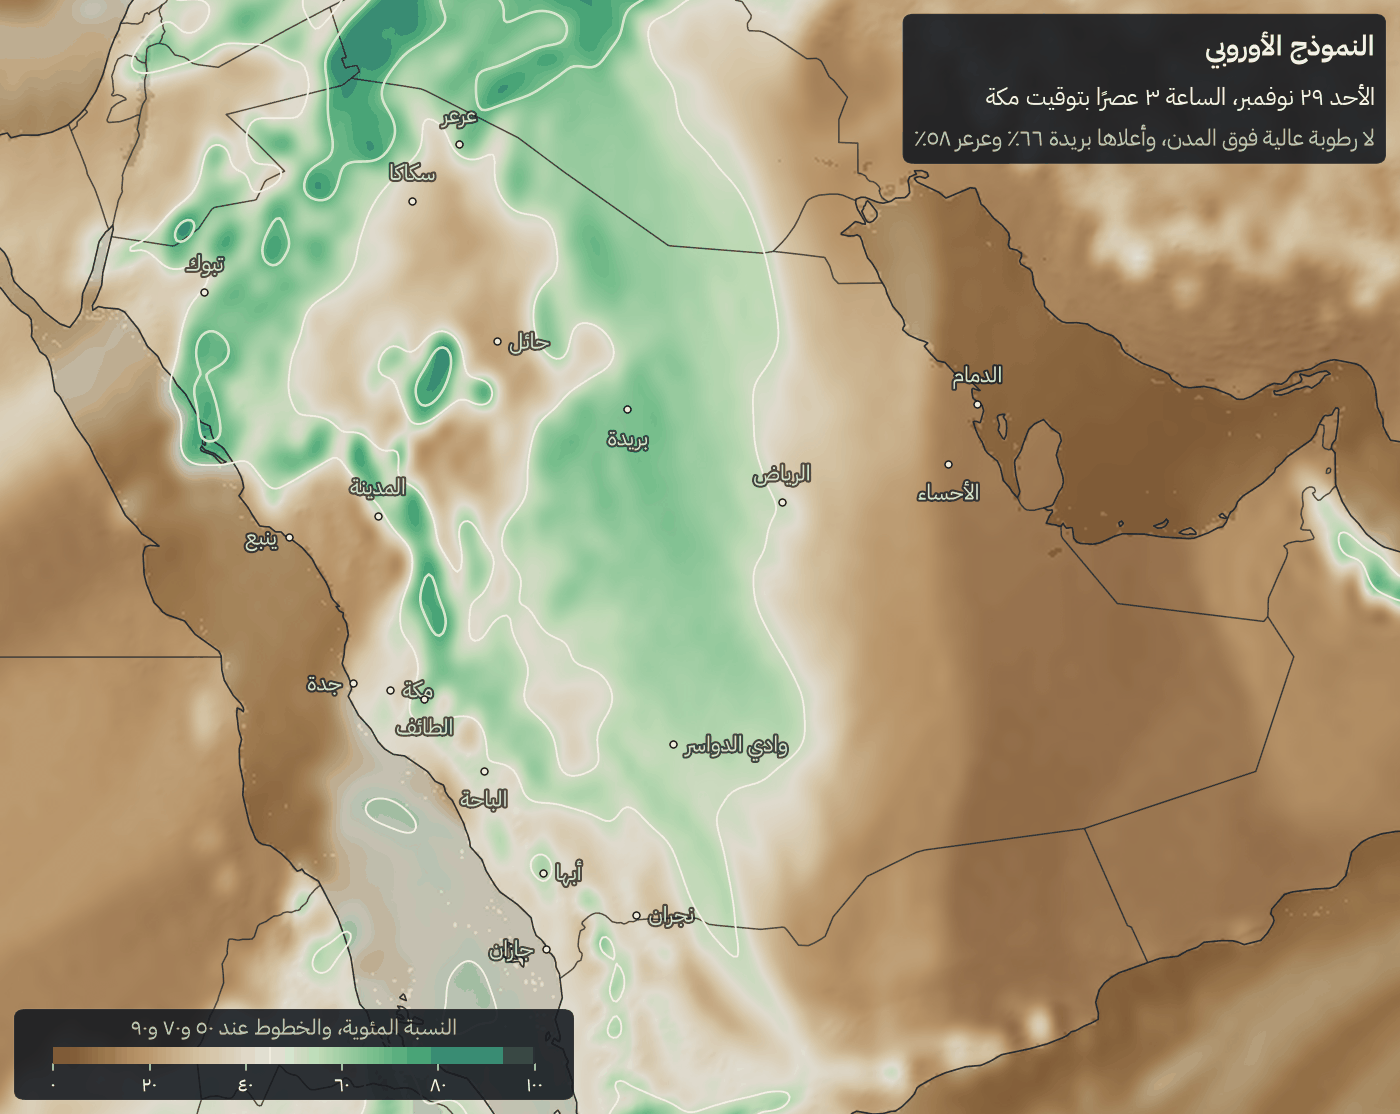 النموذج الأوروبي
الأحد ٢٩ نوفمبر، الساعة ٣ عصرًا بتوقيت مكة
لا رطوبة عالية فوق المدن، وأعلاها بريدة ٦٦٪ وعرعر ٥٨٪
عرعر
سكاكا
تبوك
حائل
الدمام
بريدة
الرياض
المدينة
الأحساء
ينبع
جدة
مكة
الطائف
وادي الدواسر
الباحة
أبها
نجران
جازان
النسبة المئوية، والخطوط عند ٥٠ و٧٠ و٩٠
٠ ٢٠ ٤٠ ٦٠ ٨٠ ١٠٠